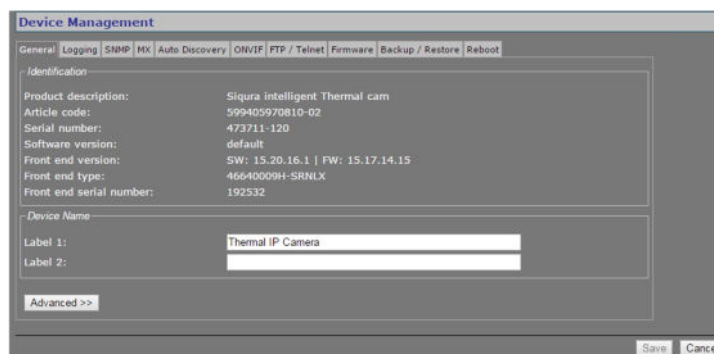 Device Management
General Logging SNMP MX Auto Discovery ONVIF FTP / Telnet Firmware Backup / Restore Reboot
Identification
Product description: Siqura intelligent Thermal cam
Article code: 599405970810-02
Serial number: 473711-120
Software version: default
Front end version: SW: 15.20.16.1 | FW: 15.17.14.15
Front end type: 46640009H-SRNLX
Front end serial number: 192532
Device Name
Label 1: Thermal IP Camera
Label 2:
Advanced >>
Save Cance